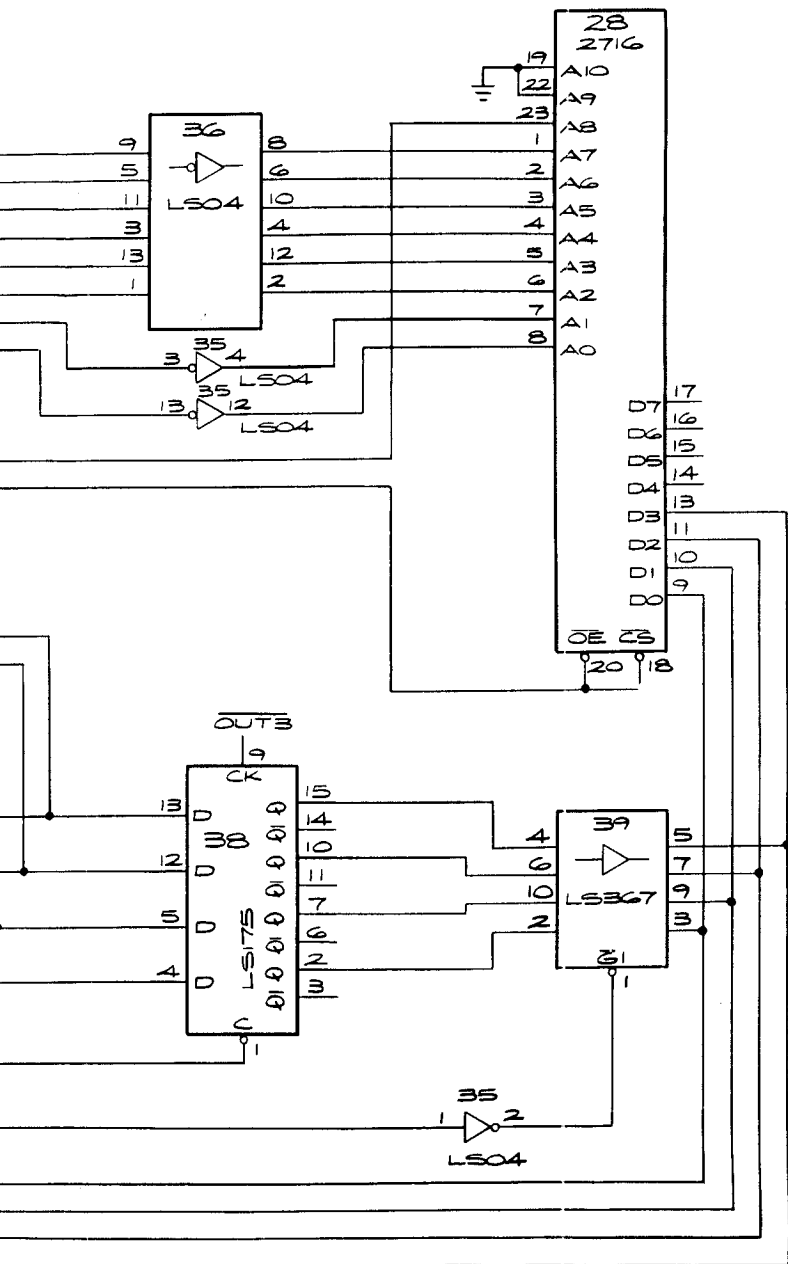 28
2716
19
A10
22
A9
23
A8
1
A7
2
A6
3
A5
4
A4
5
A3
6
A2
7
A1
8
A0
36
LS04
9
5
11
3
13
1
8
6
10
4
12
2
35
3
4
LS04
35
13
12
LS04
D7
17
D6
16
D5
15
D4
14
D3
13
D2
11
D1
10
D0
9
OE
CS
20
18
OUT3
9
CK
38
LS175
13
D
12
D
5
D
4
D
Q
15
Q
14
Q
10
Q
11
Q
7
Q
6
Q
2
Q
3
C
1
39
LS367
4
6
10
2
5
7
9
3
G1
1
35
1
2
LS04